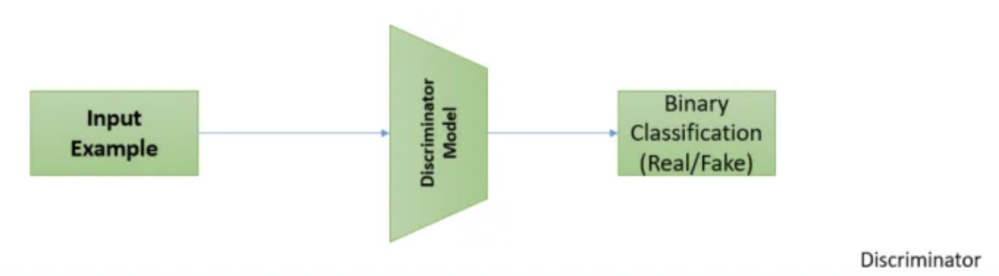 Input
Example
Discriminator
Model
Binary
Classification
(Real/Fake)
Discriminator